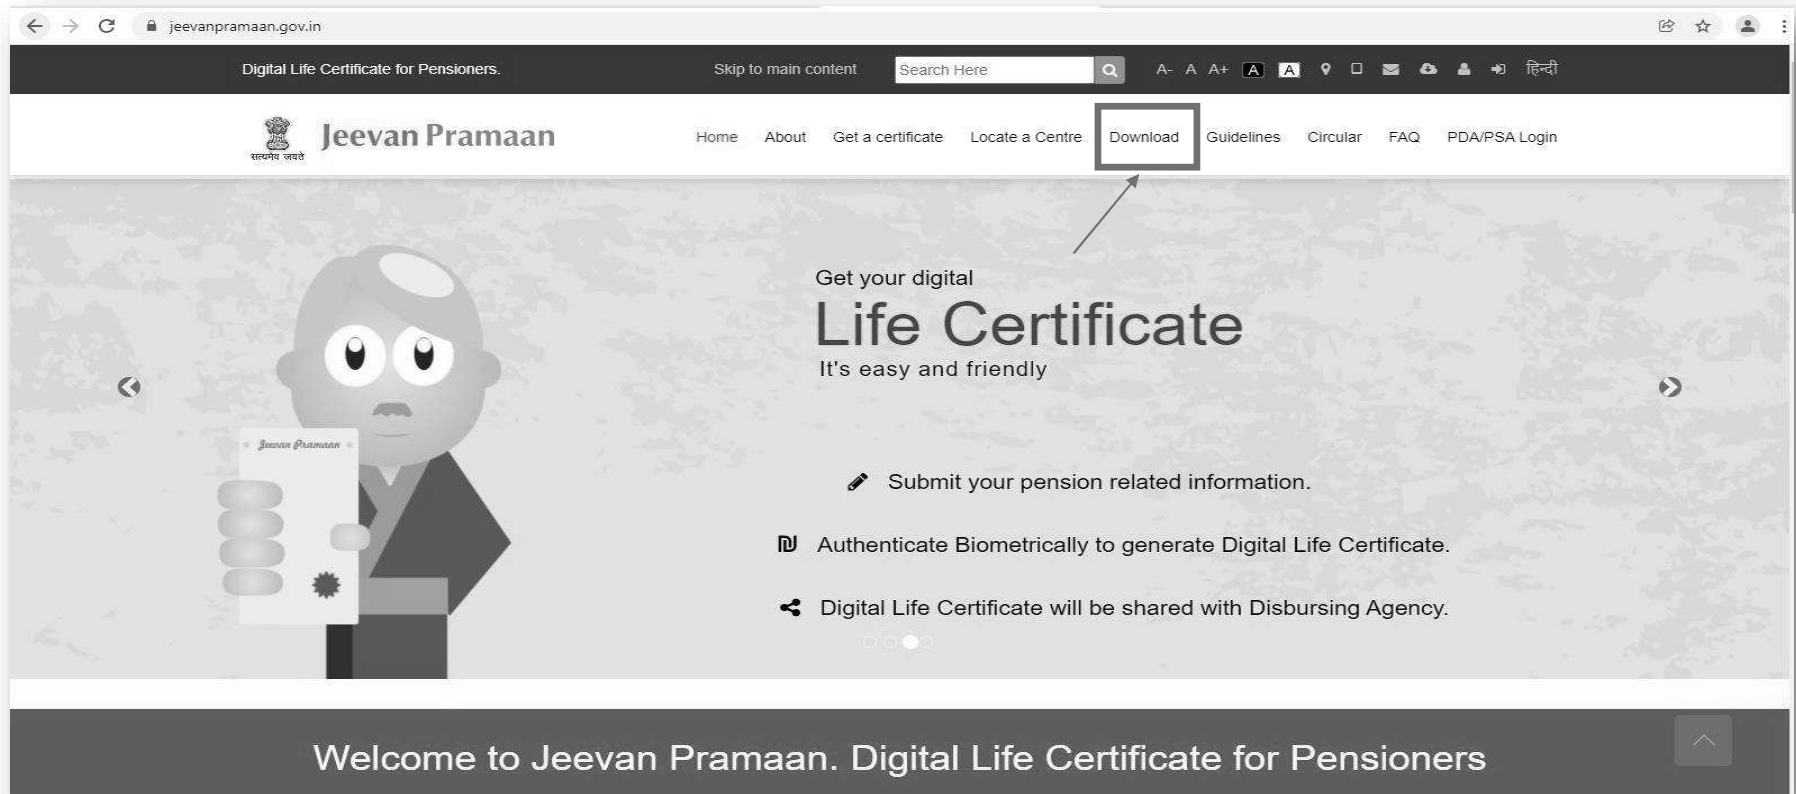 jeevanpramaan.gov.in
Digital Life Certificate for Pensioners.
Skip to main content
Search Here
A- A A+ A A
हिन्दी
सत्यमेव जयते
Jeevan Pramaan
Home About Get a certificate Locate a Centre Download Guidelines Circular FAQ PDA/PSA Login
Get your digital
Life Certificate
It's easy and friendly
Jeevan Pramaan
Submit your pension related information.
Authenticate Biometrically to generate Digital Life Certificate.
Digital Life Certificate will be shared with Disbursing Agency.
Welcome to Jeevan Pramaan. Digital Life Certificate for Pensioners